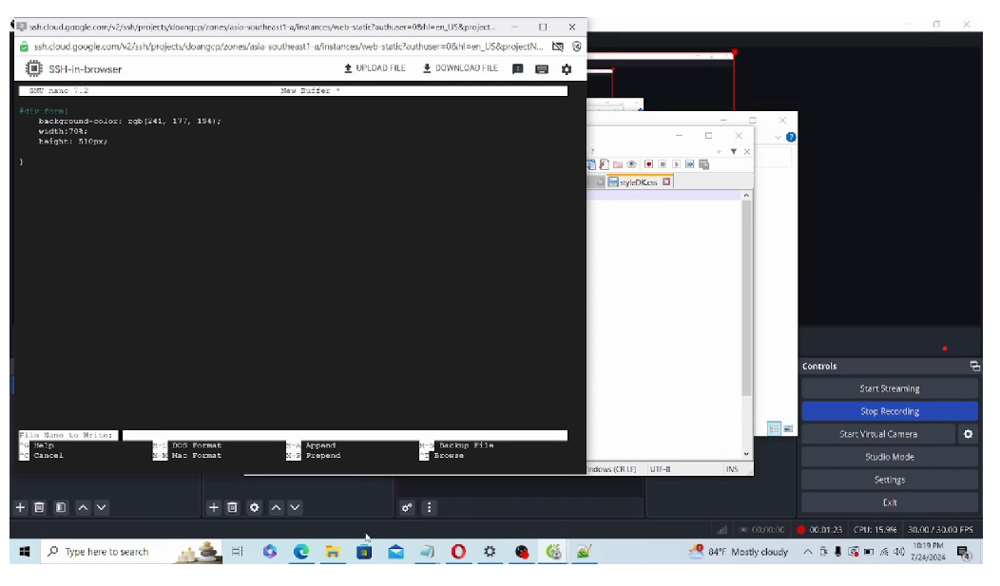 ssh.cloud.google.com/v2/ssh/projects/doangcp/zones/asia-southeast1-a/instances/web-static?authuser=0&hl=en_US&project...
ssh.cloud.google.com/v2/ssh/projects/doangcp/zones/asia-southeast1-a/instances/web-static?authuser=0&hl=en_US&projectN...
SSH-in-browser
UPLOAD FILE
DOWNLOAD FILE
GNU nano 7.2
New Buffer *
#div-form{
background-color: rgb(241, 177, 194);
width:70%;
height: 510px;
}
File Name to Write:
^G Help
M-D DOS Format
M-A Append
M-B Backup File
^C Cancel
M-M Mac Format
M-P Prepend
^T Browse
styleDK.css
indows (CR LF)
UTF-8
INS
Controls
Start Streaming
Stop Recording
Start Virtual Camera
Studio Mode
Settings
Exit
00:00:00
00:01:23
CPU: 15.9%
30.00 / 30.00 FPS
Type here to search
84°F Mostly cloudy
10:19 PM
7/24/2024